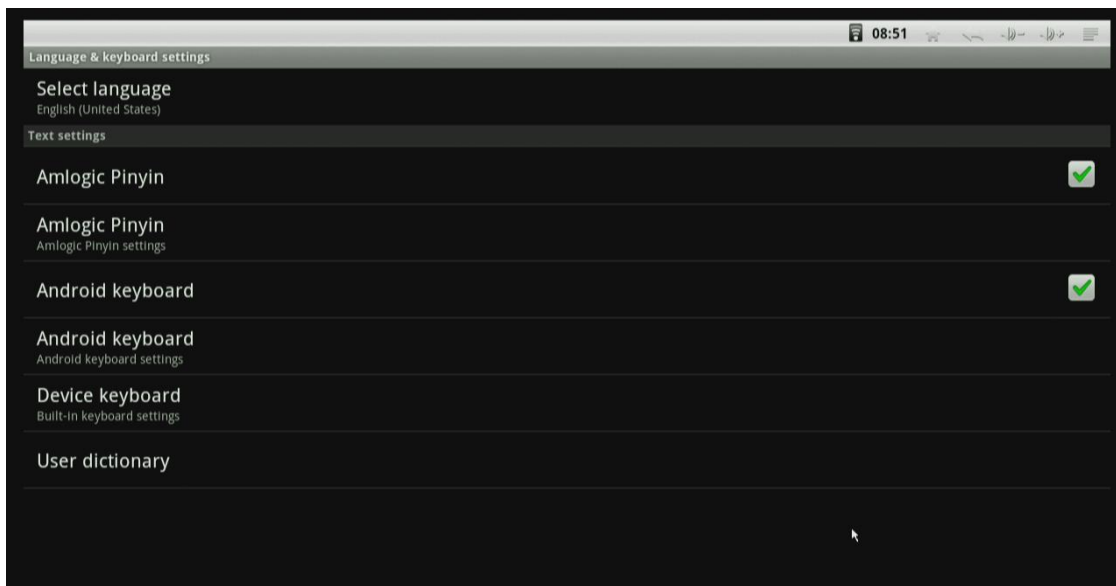 08:51
Language & keyboard settings
Select language
English (United States)
Text settings
Amlogic Pinyin
Amlogic Pinyin
Amlogic Pinyin settings
Android keyboard
Android keyboard
Android keyboard settings
Device keyboard
Built-in keyboard settings
User dictionary